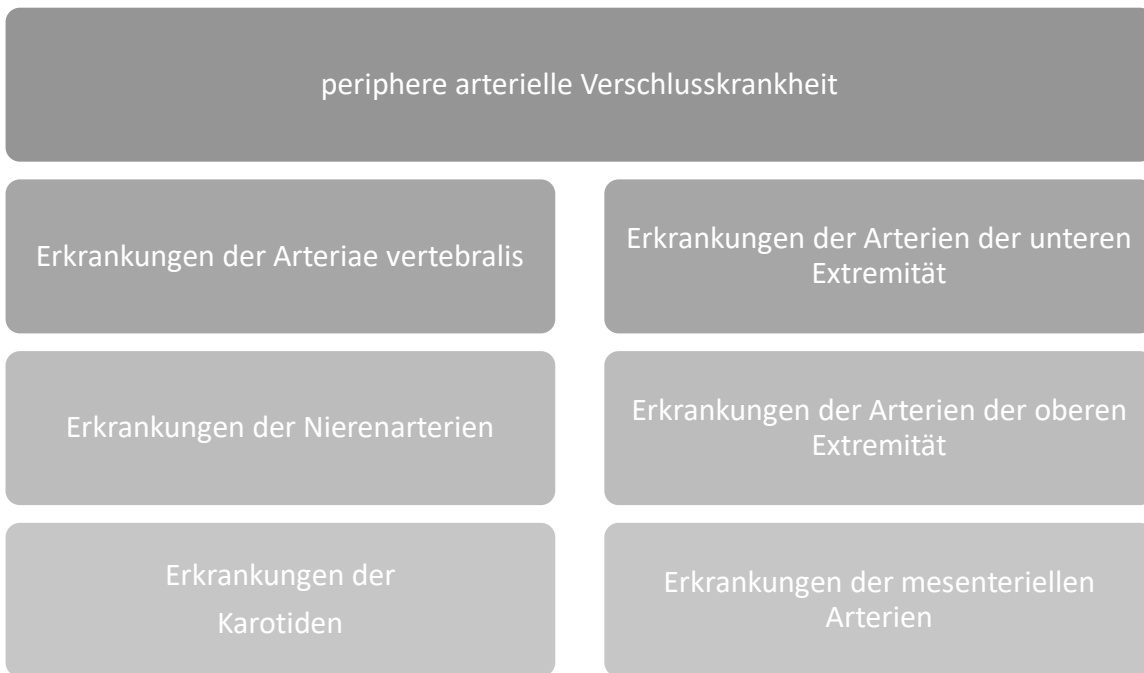 periphere arterielle Verschlusskrankheit
Erkrankungen der Arteriae vertebralis
Erkrankungen der Arterien der unteren
Extremität
Erkrankungen der Nierenarterien
Erkrankungen der Arterien der oberen
Extremität
Erkrankungen der
Karotiden
Erkrankungen der mesenteriellen
Arterien